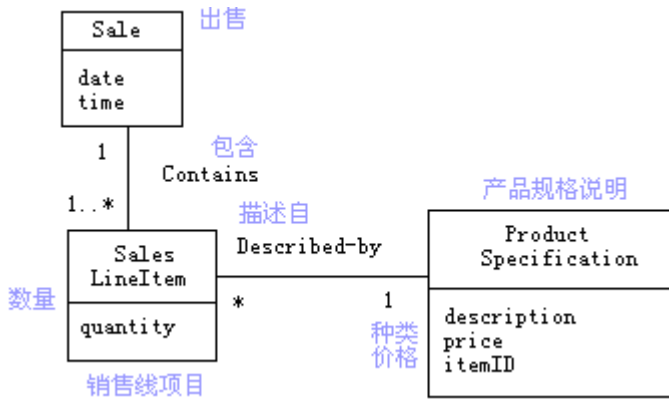 Sale
出售
date
time
1
包含
Contains
1..*
描述自
Described-by
产品规格说明
Sales
LineItem
Product
Specification
数量
quantity
*
1
种类
价格
description
price
itemID
销售线项目